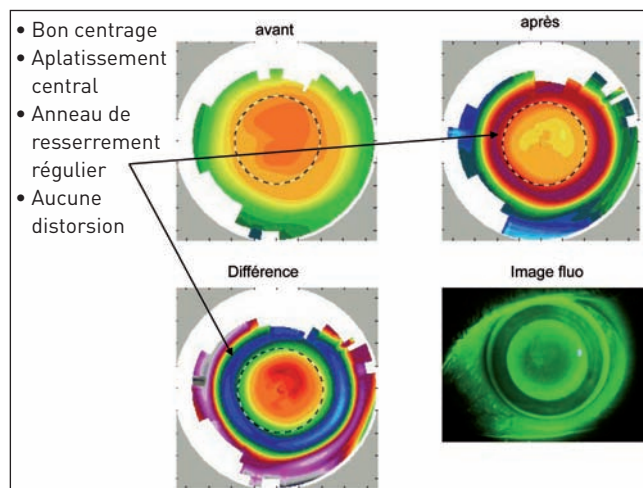 • Bon centrage
• Aplatissement
central
• Anneau de
resserrement
régulier
• Aucune
distorsion
avant
après
Différence
Image fluo